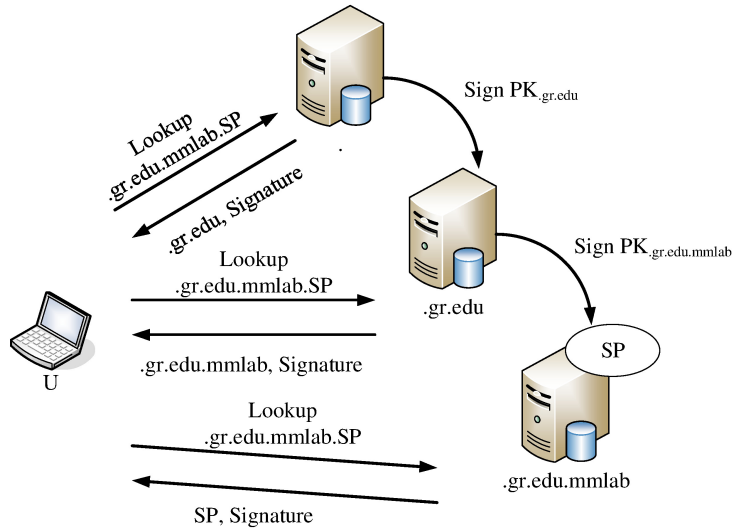 Sign PK.gr.edu
Lookup
.gr.edu.mmlab.SP
.
.gr.edu, Signature
Sign PK.gr.edu.mmlab
Lookup
.gr.edu.mmlab.SP
.gr.edu
.gr.edu.mmlab, Signature
SP
U
Lookup
.gr.edu.mmlab.SP
.gr.edu.mmlab
SP, Signature